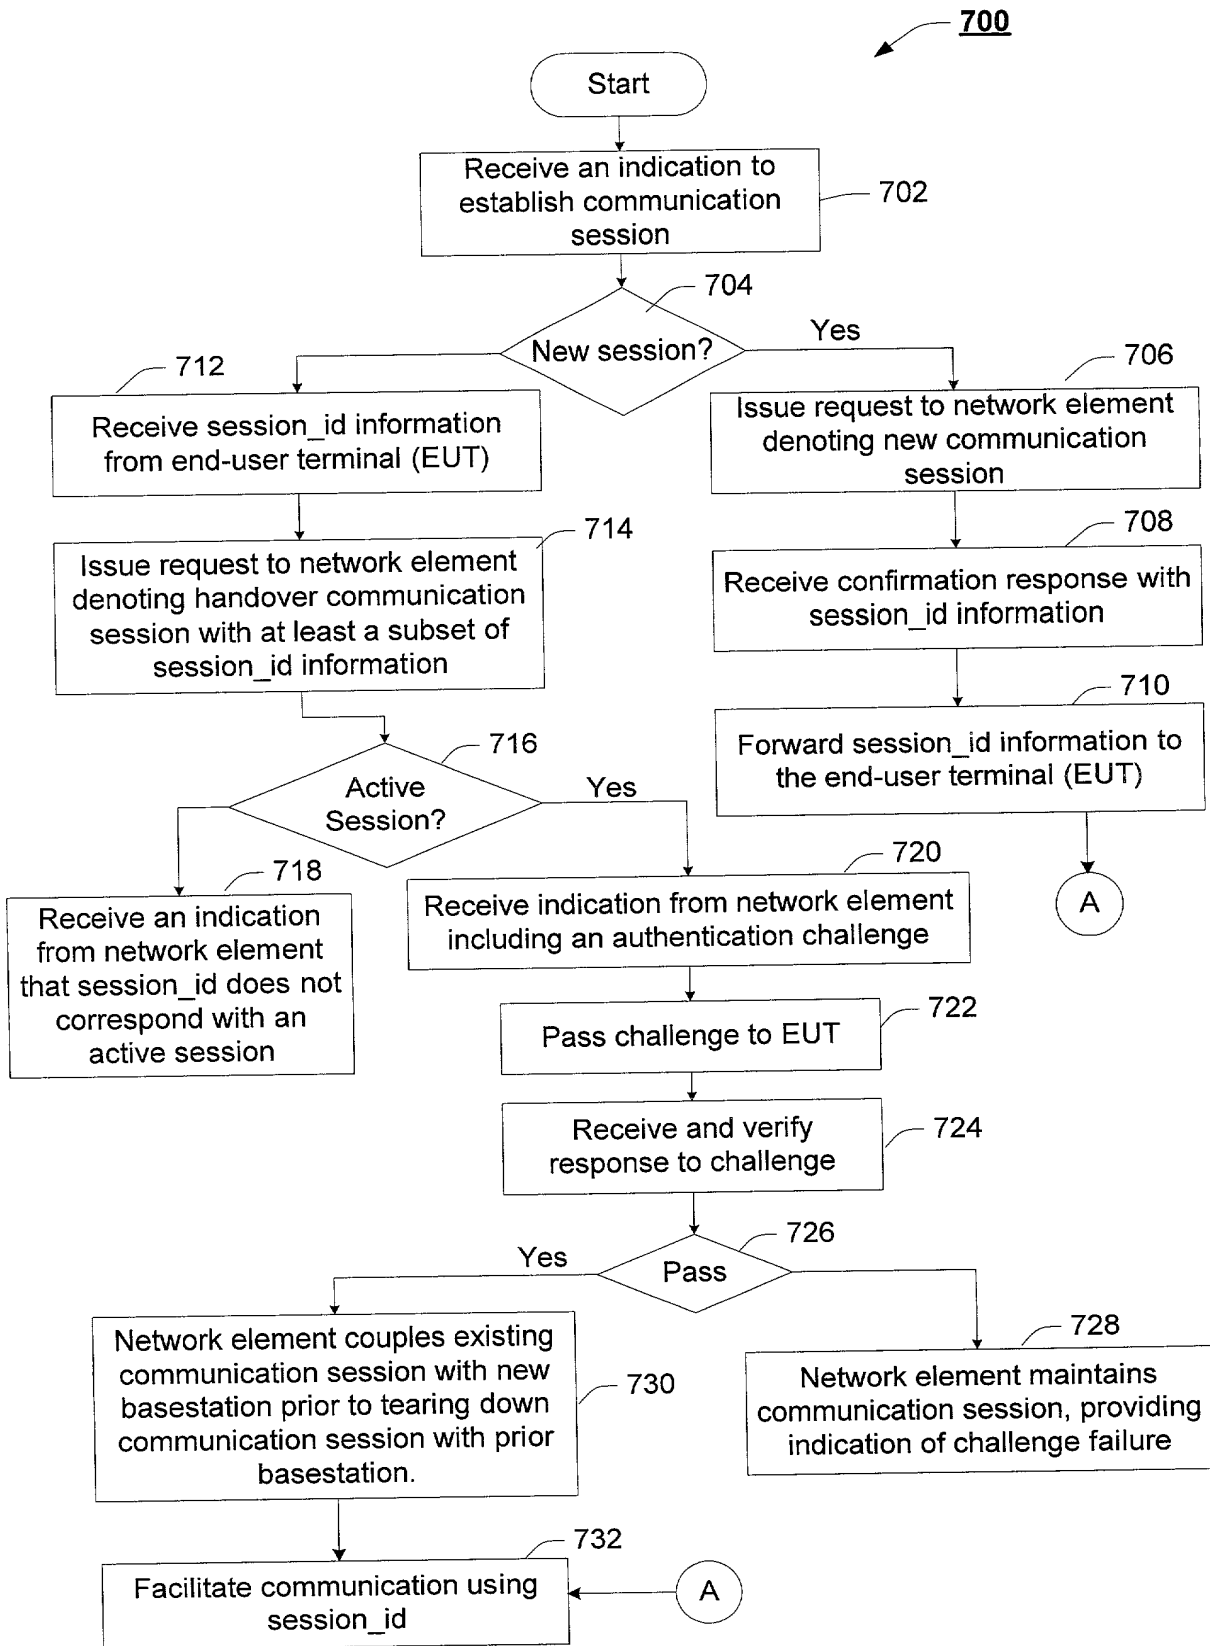 700
Start
Receive an indication to
establish communication
session
702
704
New session?
Yes
712
Receive session_id information
from end-user terminal (EUT)
706
Issue request to network element
denoting new communication
session
714
Issue request to network element
denoting handover communication
session with at least a subset of
session_id information
708
Receive confirmation response with
session_id information
710
Forward session_id information to
the end-user terminal (EUT)
716
Active
Session?
Yes
A
718
Receive an indication
from network element
that session_id does not
correspond with an
active session
720
Receive indication from network element
including an authentication challenge
722
Pass challenge to EUT
724
Receive and verify
response to challenge
726
Pass
Yes
728
Network element maintains
communication session, providing
indication of challenge failure
730
Network element couples existing
communication session with new
basestation prior to tearing down
communication session with prior
basestation.
732
Facilitate communication using
session_id
A